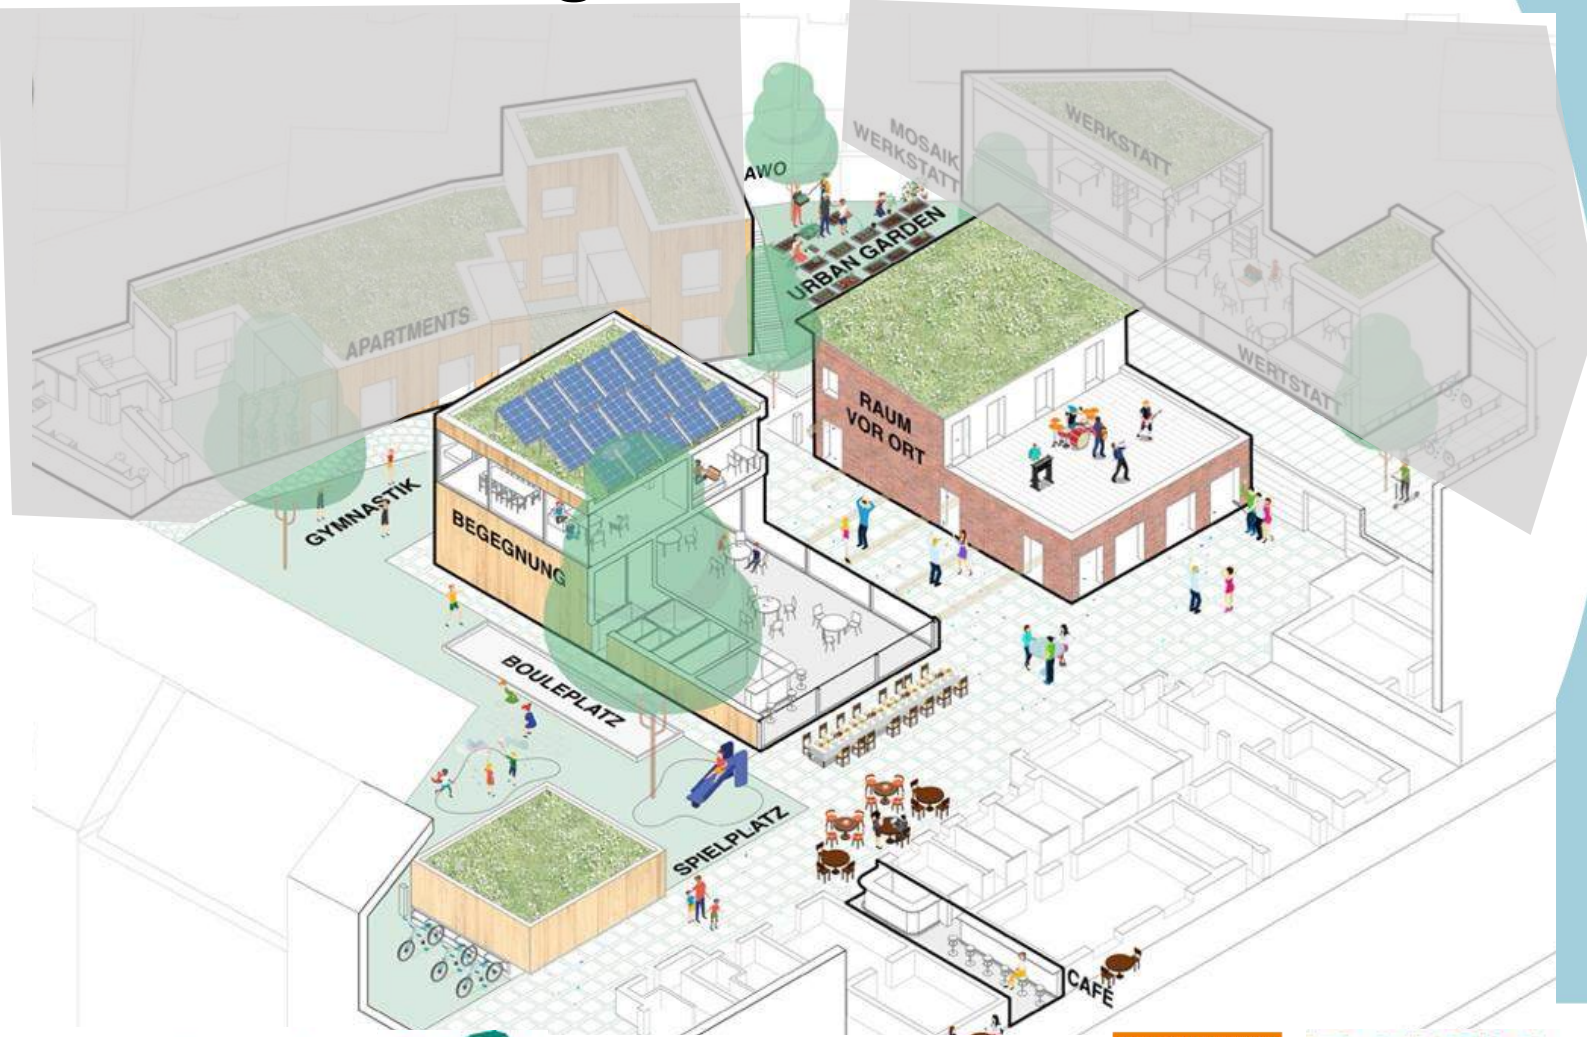 AWO
MOSAIK
WERKSTATT
WERKSTATT
URBAN GARDEN
APARTMENTS
WERTSTATT
RAUM
VOR ORT
GYMNASTIK
BEGEGNUNG
BOULEPLATZ
SPIELPLATZ
CAFÉ